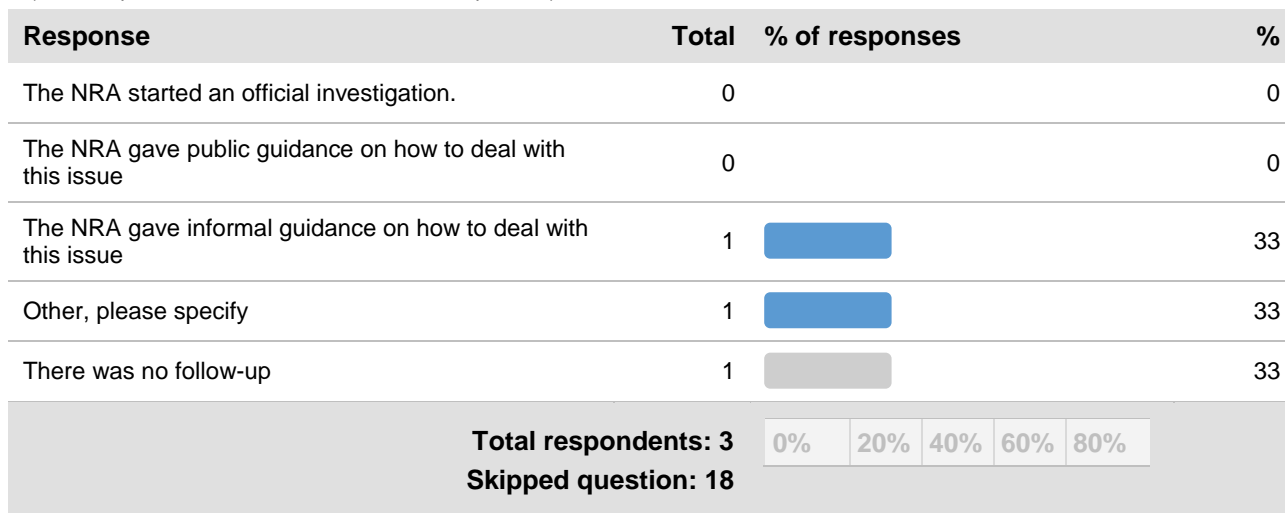 Response Total % of responses %
The NRA started an official investigation. 0 0
The NRA gave public guidance on how to deal with
this issue 0 0
The NRA gave informal guidance on how to deal with
this issue 1 33
Other, please specify 1 33
There was no follow-up 1 33
Total respondents: 3 0% 20% 40% 60% 80%
Skipped question: 18